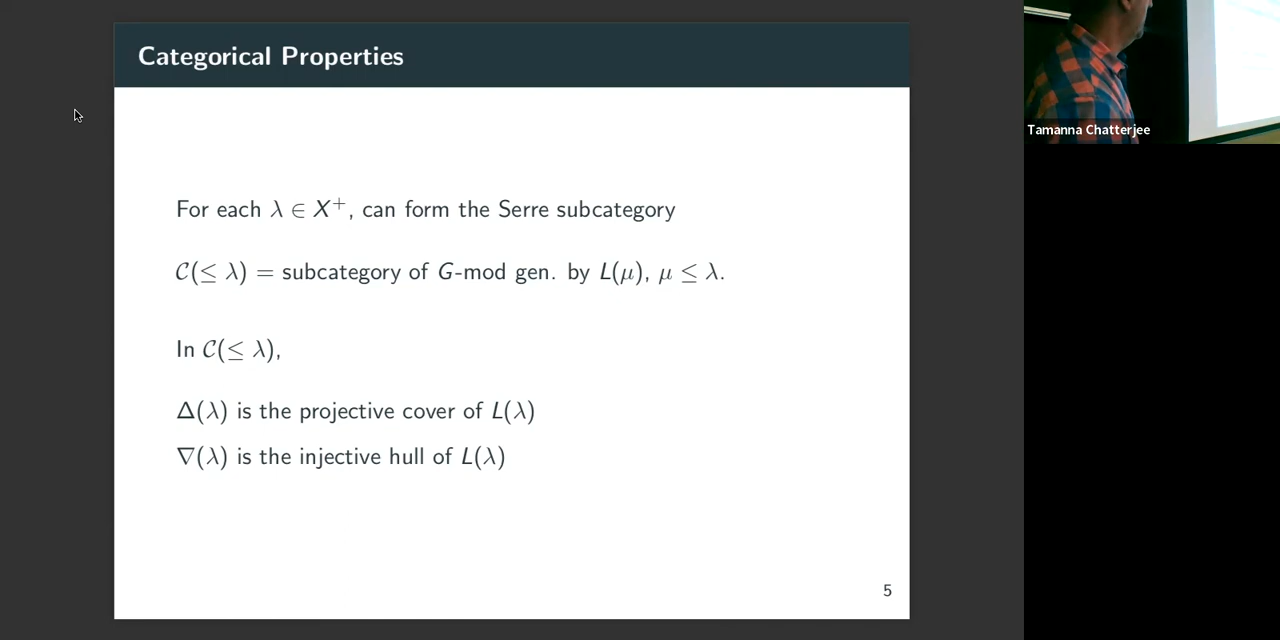 Categorical Properties
For each λ ∈ X⁺, can form the Serre subcategory
𝒞(≤ λ) = subcategory of G-mod gen. by L(μ), μ ≤ λ.
In 𝒞(≤ λ),
Δ(λ) is the projective cover of L(λ)
∇(λ) is the injective hull of L(λ)
5
Tamanna Chatterjee